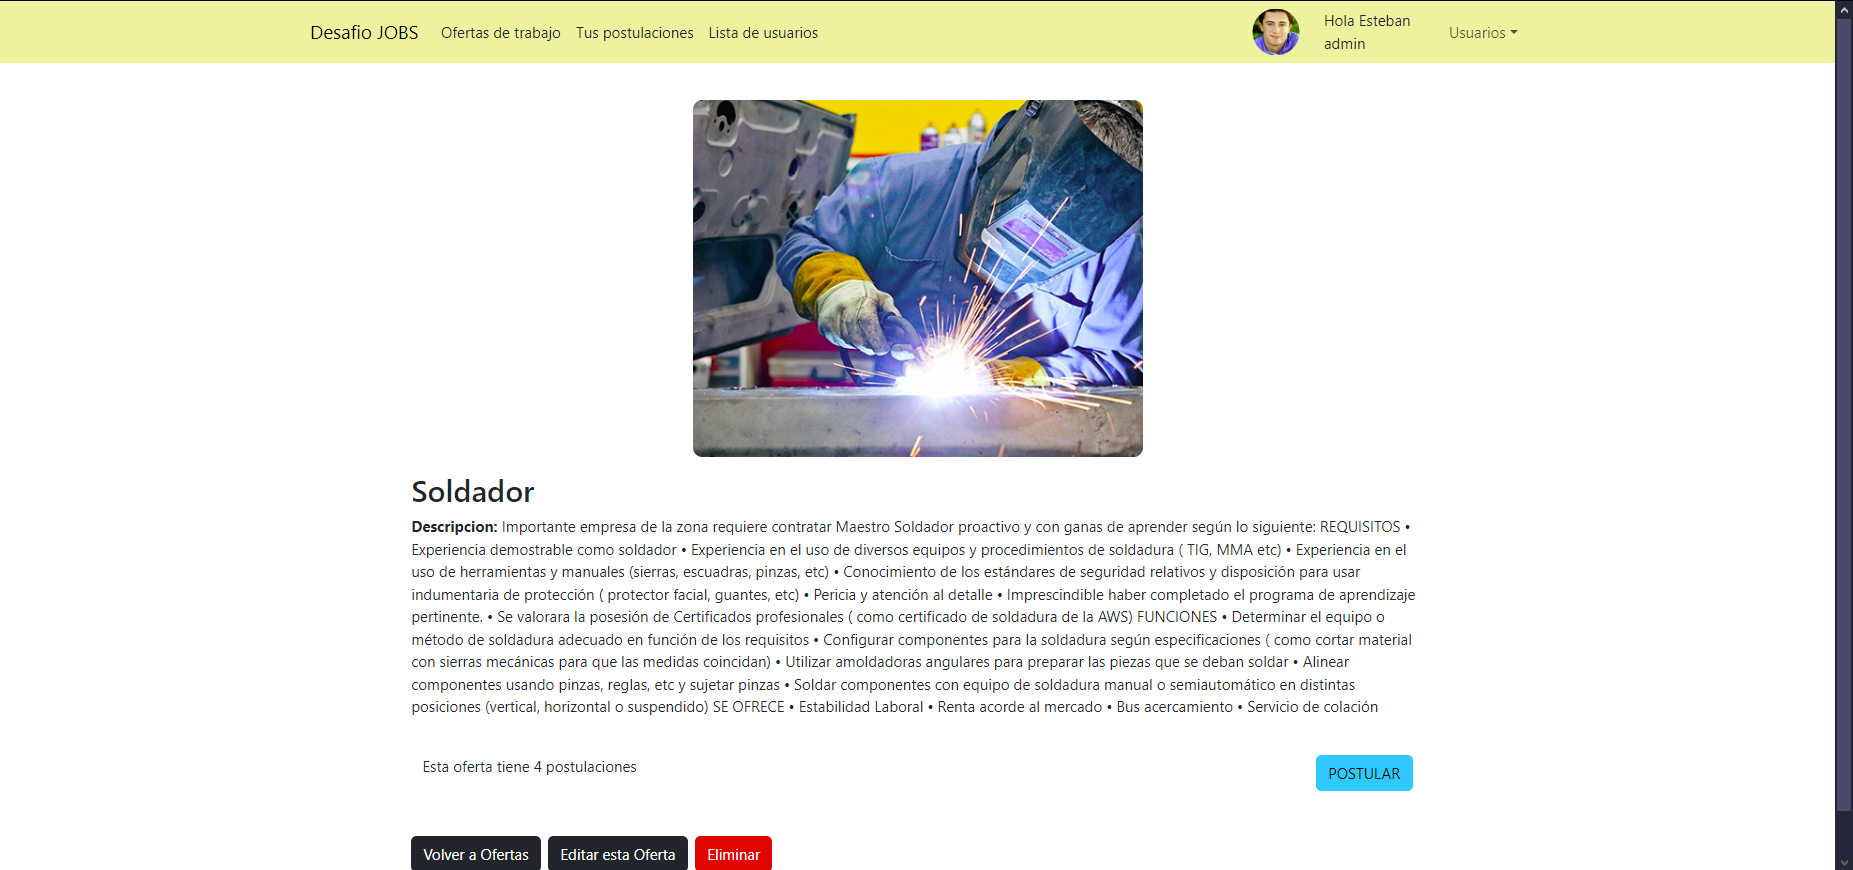 Desafio JOBS Ofertas de trabajo Tus postulaciones Lista de usuarios
Hola Esteban
admin
Usuarios
Soldador
Descripcion: Importante empresa de la zona requiere contratar Maestro Soldador proactivo y con ganas de aprender según lo siguiente: REQUISITOS •
Experiencia demostrable como soldador • Experiencia en el uso de diversos equipos y procedimientos de soldadura ( TIG, MMA etc) • Experiencia en el
uso de herramientas y manuales (sierras, escuadras, pinzas, etc) • Conocimiento de los estándares de seguridad relativos y disposición para usar
indumentaria de protección ( protector facial, guantes, etc) • Pericia y atención al detalle • Imprescindible haber completado el programa de aprendizaje
pertinente. • Se valorara la posesión de Certificados profesionales ( como certificado de soldadura de la AWS) FUNCIONES • Determinar el equipo o
método de soldadura adecuado en función de los requisitos • Configurar componentes para la soldadura según especificaciones ( como cortar material
con sierras mecánicas para que las medidas coincidan) • Utilizar amoldadoras angulares para preparar las piezas que se deban soldar • Alinear
componentes usando pinzas, reglas, etc y sujetar pinzas • Soldar componentes con equipo de soldadura manual o semiautomático en distintas
posiciones (vertical, horizontal o suspendido) SE OFRECE • Estabilidad Laboral • Renta acorde al mercado • Bus acercamiento • Servicio de colación
Esta oferta tiene 4 postulaciones
POSTULAR
Volver a Ofertas Editar esta Oferta Eliminar